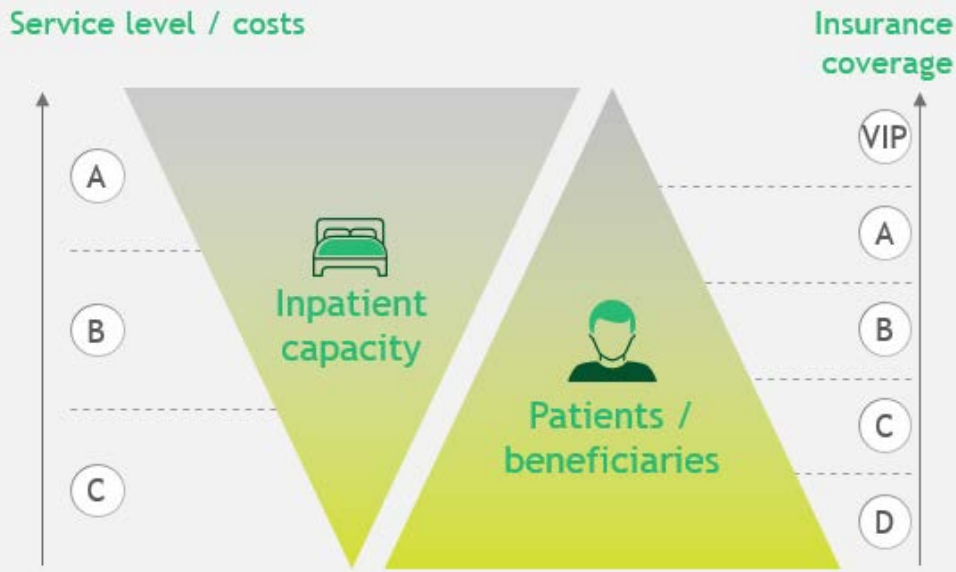 Service level / costs
Insurance
coverage
A
B
C
Inpatient
capacity
Patients /
beneficiaries
VIP
A
B
C
D